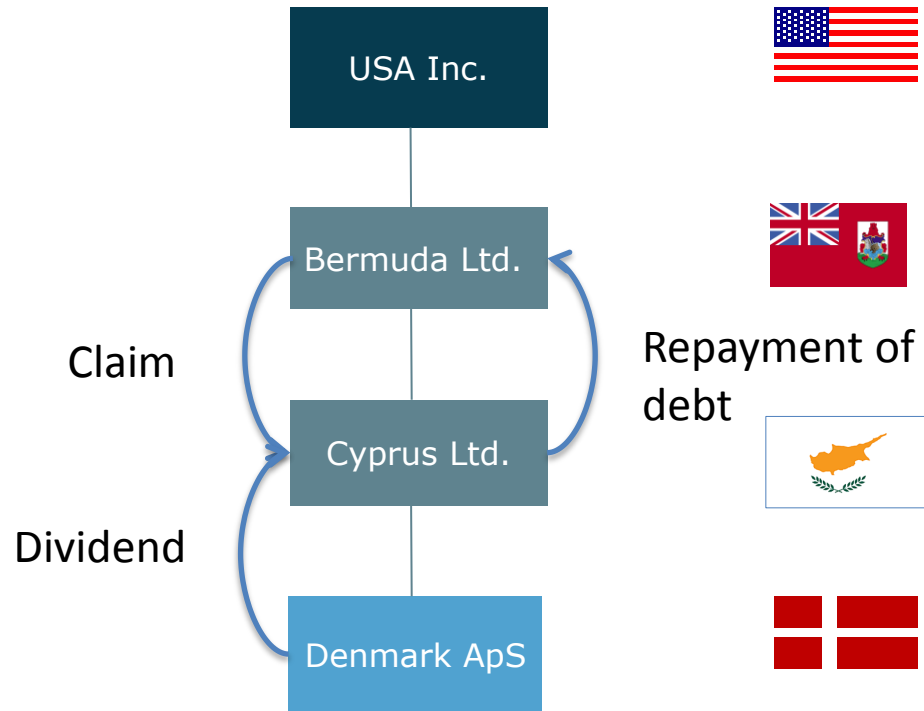 USA Inc.
Bermuda Ltd.
Claim
Repayment of
debt
Cyprus Ltd.
Dividend
Denmark ApS